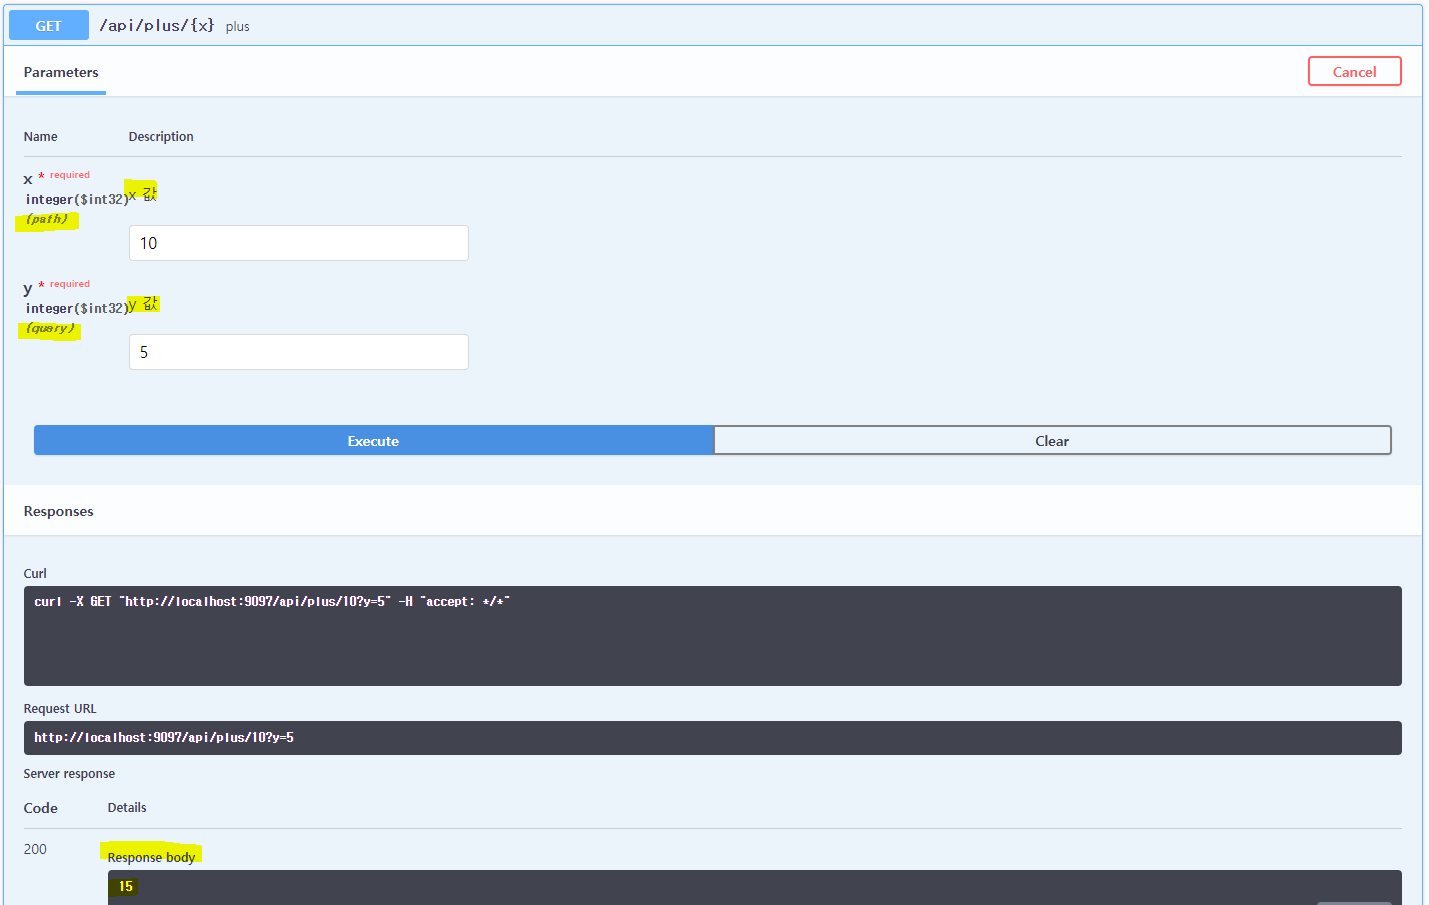 GET /api/plus/{x} plus
Parameters
Cancel
Name Description
x * required
integer($int32) x 값
(path)
10
y * required
integer($int32) y 값
(query)
5
Execute Clear
Responses
Curl
curl -X GET "http://localhost:9097/api/plus/10?y=5" -H "accept: */*"
Request URL
http://localhost:9097/api/plus/10?y=5
Server response
Code Details
200
Response body
15